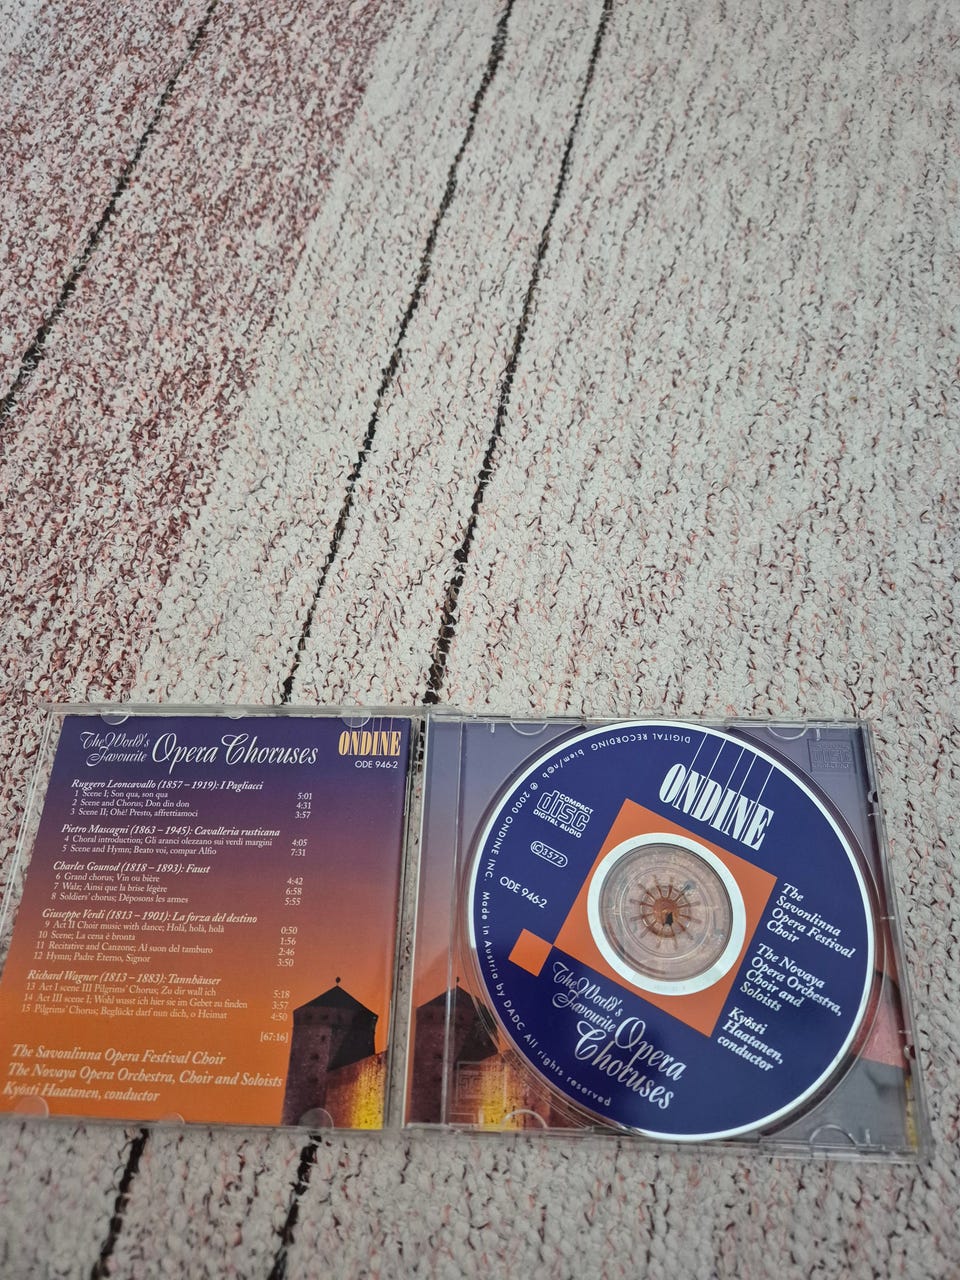 The World's
Favourite
Opera Choruses
ONDINE
ODE 946-2
Ruggero Leoncavallo (1857 – 1919): I Pagliacci
1 Scene I; Son qua, son qua 5:01
2 Scene and Chorus; Don din don 4:31
3 Scene II; Ohè! Presto, affrettiamoci 3:57
Pietro Mascagni (1863 – 1945): Cavalleria rusticana
4 Choral introduction; Gli aranci olezzano sui verdi margini 4:05
5 Scene and Hymn; Beato voi, compar Alfio 7:31
Charles Gounod (1818 – 1893): Faust
6 Grand chorus; Vin ou bière 4:42
7 Walz; Ainsi que la brise légère 6:58
8 Soldiers' chorus; Déposons les armes 5:55
Giuseppe Verdi (1813 – 1901): La forza del destino
9 Act II Choir music with dance; Holà, holà, holà 0:50
10 Scene; La cena è bronta 1:56
11 Recitative and Canzone; Al suon del tamburo 2:46
12 Hymn; Padre Eterno, Signor 3:50
Richard Wagner (1813 – 1883): Tannhäuser
13 Act I scene III Pilgrims' Chorus; Zu dir wall ich 5:18
14 Act III scene I; Wohl wusst ich hier sie im Gebet zu finden 3:57
15 Pilgrims' Chorus; Beglückt darf nun dich, o Heimat 4:50
[67:16]
The Savonlinna Opera Festival Choir
The Novaya Opera Orchestra, Choir and Soloists
Kyösti Haatanen, conductor
DIGITAL RECORDING biem/n©b ℗ 2000 ONDINE INC. Made in Austria by DADC All rights reserved
ONDINE
COMPACT
disc
DIGITAL AUDIO
LC 3572
ODE 946-2
The
Savonlinna
Opera Festival
Choir
The Novaya
Opera Orchestra,
Choir and
Soloists
Kyösti
Haatanen,
conductor
The World's
Favourite
Opera
Choruses